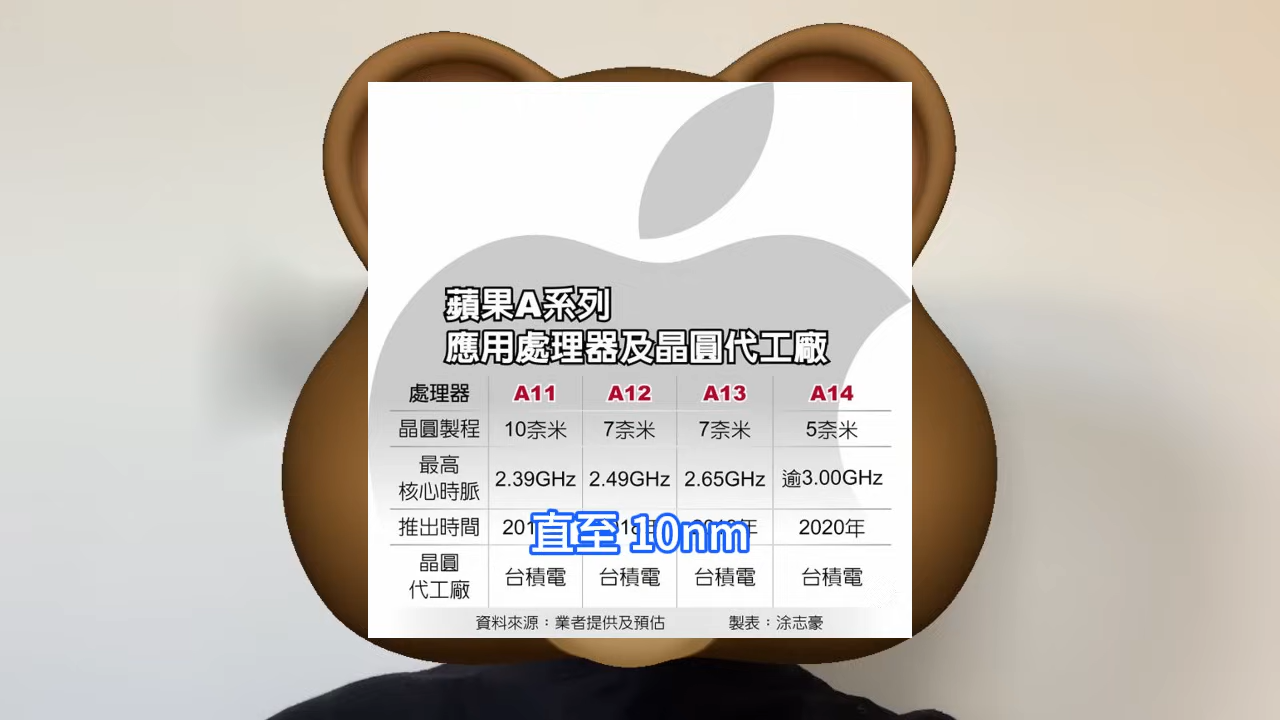 蘋果A系列
應用處理器及晶圓代工廠
處理器 A11 A12 A13 A14
晶圓製程 10奈米 7奈米 7奈米 5奈米
最高
核心時脈 2.39GHz 2.49GHz 2.65GHz 逾3.00GHz
推出時間 2020年
直至 10nm
晶圓
代工廠 台積電 台積電 台積電 台積電
資料來源：業者提供及預估 製表：涂志豪